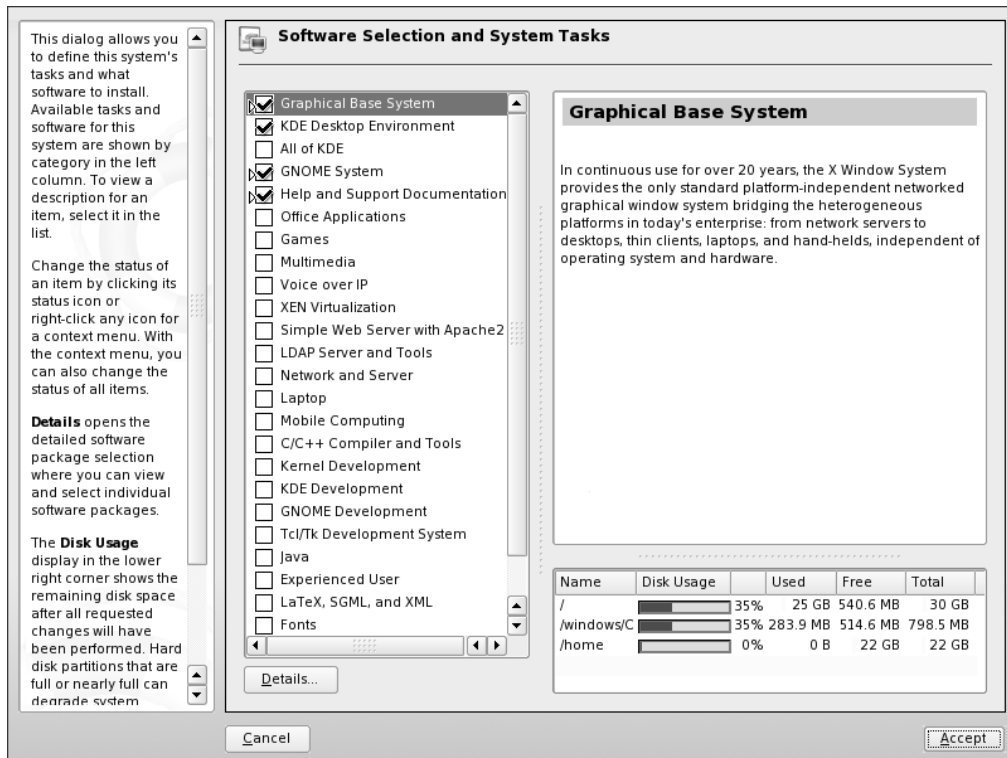 This dialog allows you
to define this system's
tasks and what
software to install.
Available tasks and
software for this
system are shown by
category in the left
column. To view a
description for an
item, select it in the
list.
Change the status of
an item by clicking its
status icon or
right-click any icon for
a context menu. With
the context menu, you
can also change the
status of all items.
Details opens the
detailed software
package selection
where you can view
and select individual
software packages.
The Disk Usage
display in the lower
right corner shows the
remaining disk space
after all requested
changes will have
been performed. Hard
disk partitions that are
full or nearly full can
degrade system
Software Selection and System Tasks
Graphical Base System
KDE Desktop Environment
All of KDE
GNOME System
Help and Support Documentation
Office Applications
Games
Multimedia
Voice over IP
XEN Virtualization
Simple Web Server with Apache2
LDAP Server and Tools
Network and Server
Laptop
Mobile Computing
C/C++ Compiler and Tools
Kernel Development
KDE Development
GNOME Development
Tcl/Tk Development System
Java
Experienced User
LaTeX, SGML, and XML
Fonts
Details...
Graphical Base System
In continuous use for over 20 years, the X Window System
provides the only standard platform-independent networked
graphical window system bridging the heterogeneous
platforms in today's enterprise: from network servers to
desktops, thin clients, laptops, and hand-helds, independent of
operating system and hardware.
Name Disk Usage Used Free Total
/ 35% 25 GB 540.6 MB 30 GB
/windows/C 35% 283.9 MB 514.6 MB 798.5 MB
/home 0% 0 B 22 GB 22 GB
Cancel
Accept